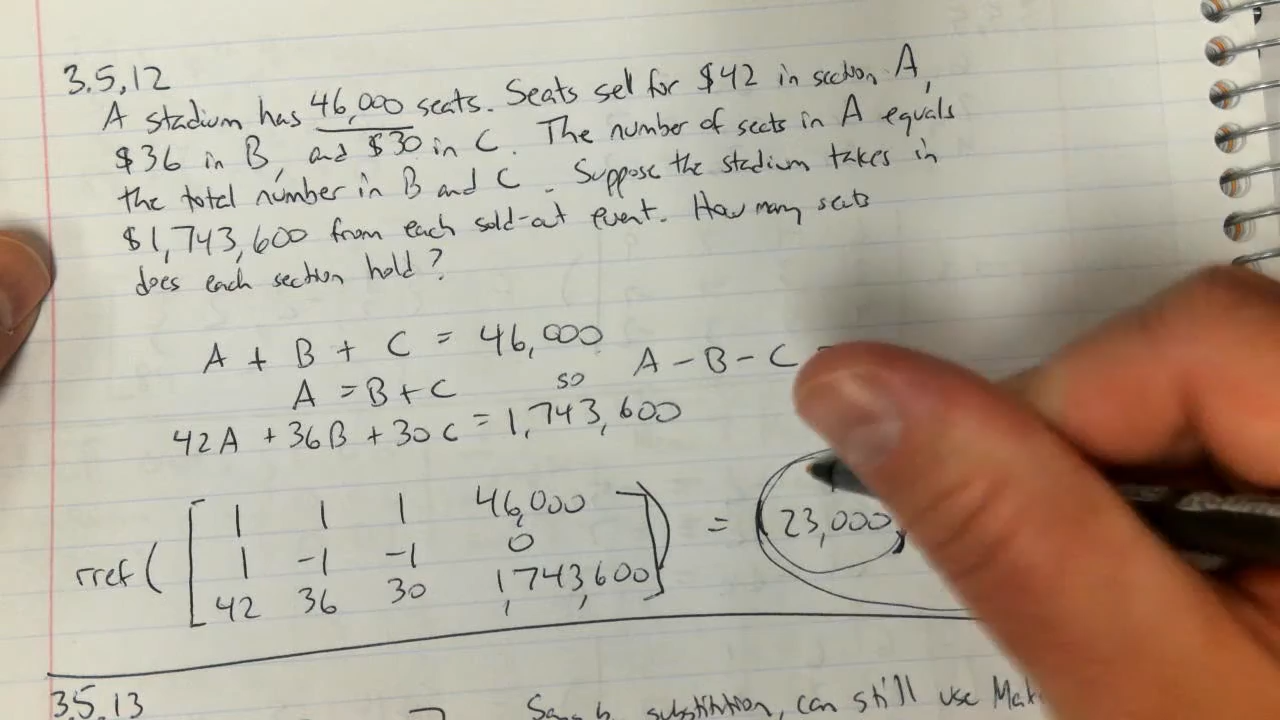 3.5.12
A stadium has 46,000 seats. Seats sell for $42 in section A,
$36 in B, and $30 in C. The number of seats in A equals
the total number in B and C. Suppose the stadium takes in
$1,743,600 from each sold-out event. How many seats
does each section hold?
A + B + C = 46,000
A = B + C so A - B - C =
42A + 36B + 30C = 1,743,600
rref ( [ 1 1 1 46,000
1 -1 -1 0
42 36 30 1,743,600 ] ) = (23,000,
3.5.13
substitution, can still use